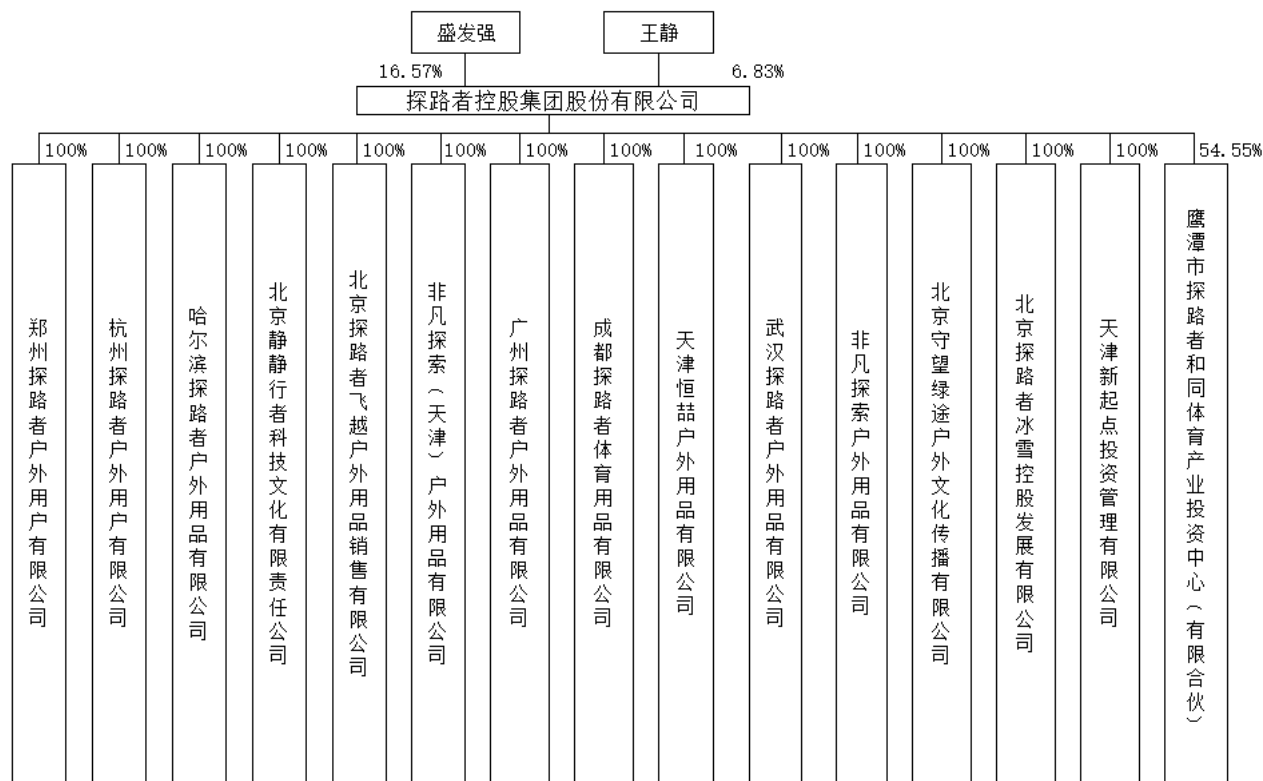 盛发强
王静
16.57%
6.83%
探路者控股集团股份有限公司
100%
100%
100%
100%
100%
100%
100%
100%
100%
100%
100%
100%
100%
100%
54.55%
郑州探路者户外用户有限公司
杭州探路者户外用户有限公司
哈尔滨探路者户外用品有限公司
北京静静行者科技文化有限责任公司
北京探路者飞越户外用品销售有限公司
非凡探索（天津）户外用品有限公司
广州探路者户外用品有限公司
成都探路者体育用品有限公司
天津恒喆户外用品有限公司
武汉探路者户外用品有限公司
非凡探索户外用品有限公司
北京守望绿途户外文化传播有限公司
北京探路者冰雪控股发展有限公司
天津新起点投资管理有限公司
鹰潭市探路者和同体育产业投资中心（有限合伙）